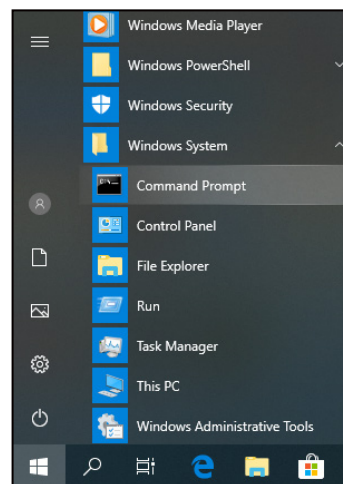 Windows Media Player
Windows PowerShell
Windows Security
Windows System
Command Prompt
Control Panel
File Explorer
Run
Task Manager
This PC
Windows Administrative Tools